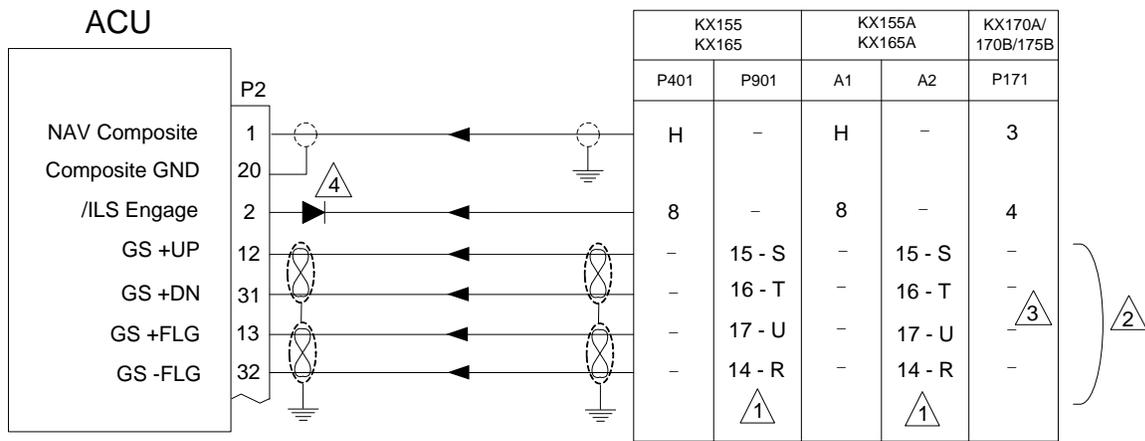 ACU
KX155 KX155A KX170A/
KX165 KX165A 170B/175B
P2 P401 P901 A1 A2 P171
NAV Composite 1 H – H – 3
Composite GND 20
4
/ILS Engage 2 8 – 8 – 4
GS +UP 12 – 15 - S – 15 - S –
GS +DN 31 – 16 - T – 16 - T –
3 2
GS +FLG 13 – 17 - U – 17 - U –
GS -FLG 32 – 14 - R – 14 - R –
1 1